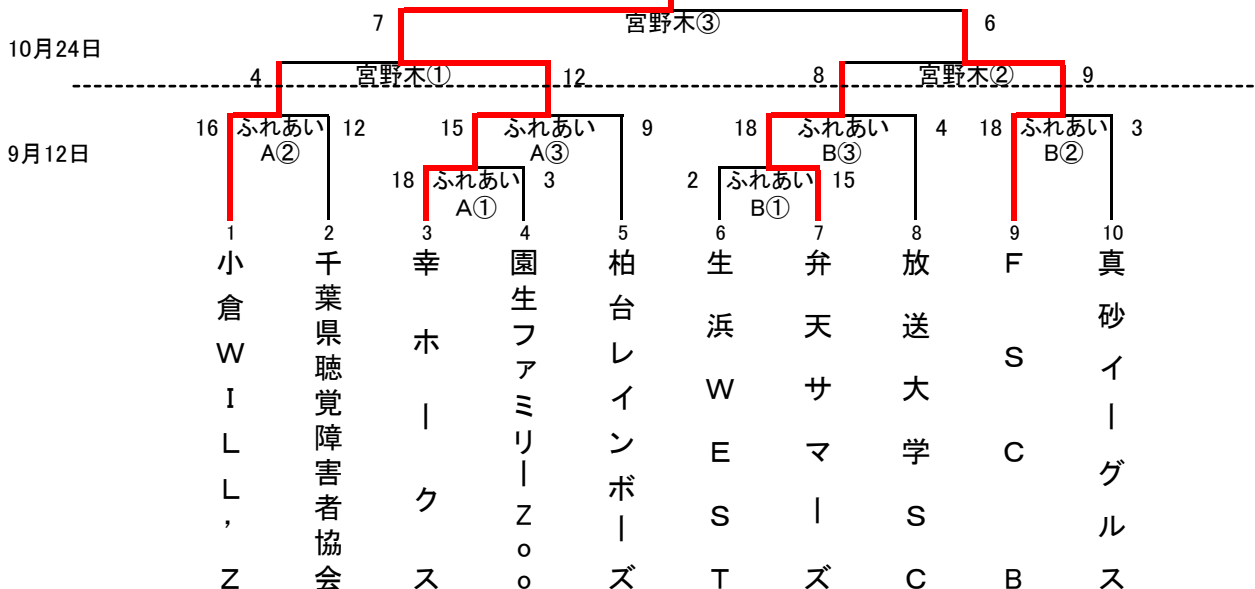 7 宮野木③ 6
10月24日
4 宮野木① 12 8 宮野木② 9
16 ふれあい 12 15 ふれあい 9 18 ふれあい 4 18 ふれあい 3
9月12日 A② A③ B③ B②
18 ふれあい 3 2 ふれあい 15
A① B①
1 2 3 4 5 6 7 8 9 10
小倉WILL’Z
千葉県聴覚障害者協会
幸ホークス
園生ファミリーZoo
柏台レインボーズ
生浜WEST
弁天サマーズ
放送大学SC
FSCB
真砂イーグルス